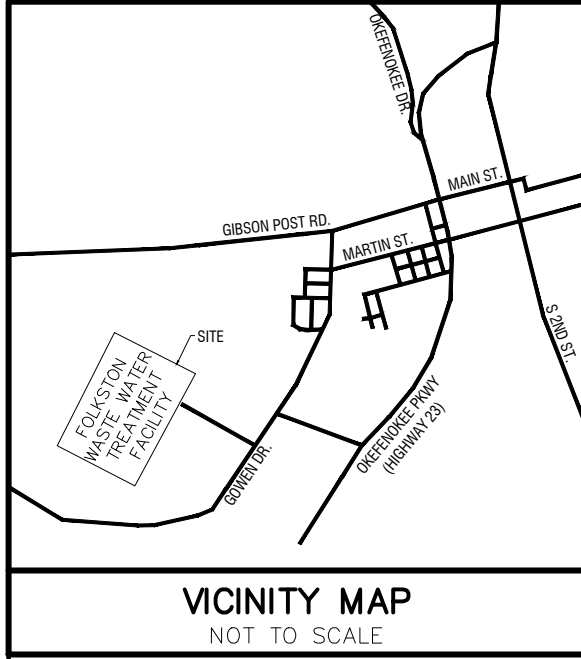 OKEFENOKEE DR.
MAIN ST.
GIBSON POST RD.
MARTIN ST.
S 2ND ST.
SITE
FOLKSTON
WASTE WATER
TREATMENT
FACILITY
GOWEN DR.
OKEFENOKEE PKWY
(HIGHWAY 23)
VICINITY MAP
NOT TO SCALE